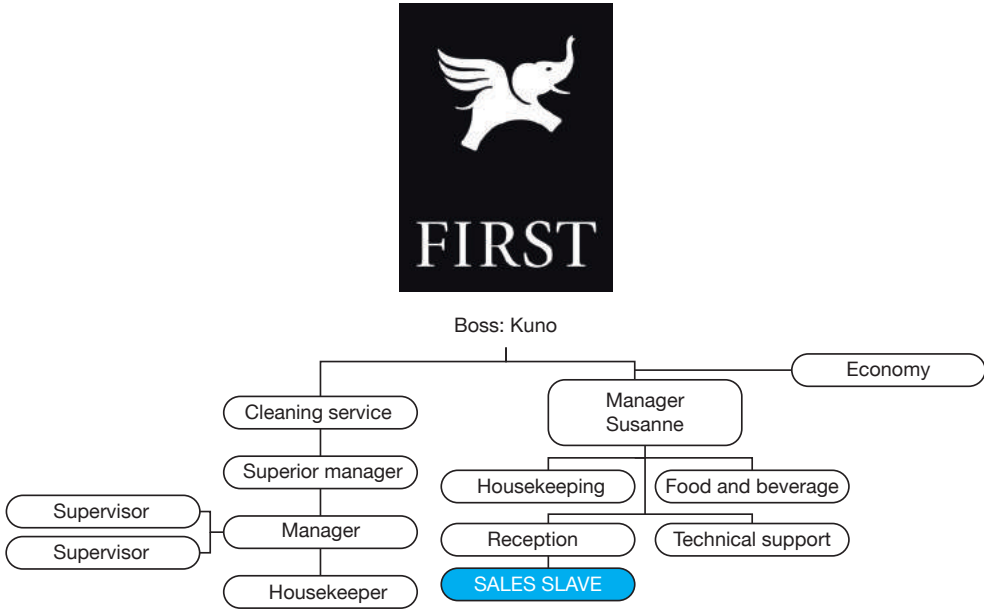 FIRST
Boss: Kuno
Economy
Cleaning service
Manager
Susanne
Superior manager
Housekeeping
Food and beverage
Supervisor
Supervisor
Manager
Reception
Technical support
Housekeeper
SALES SLAVE